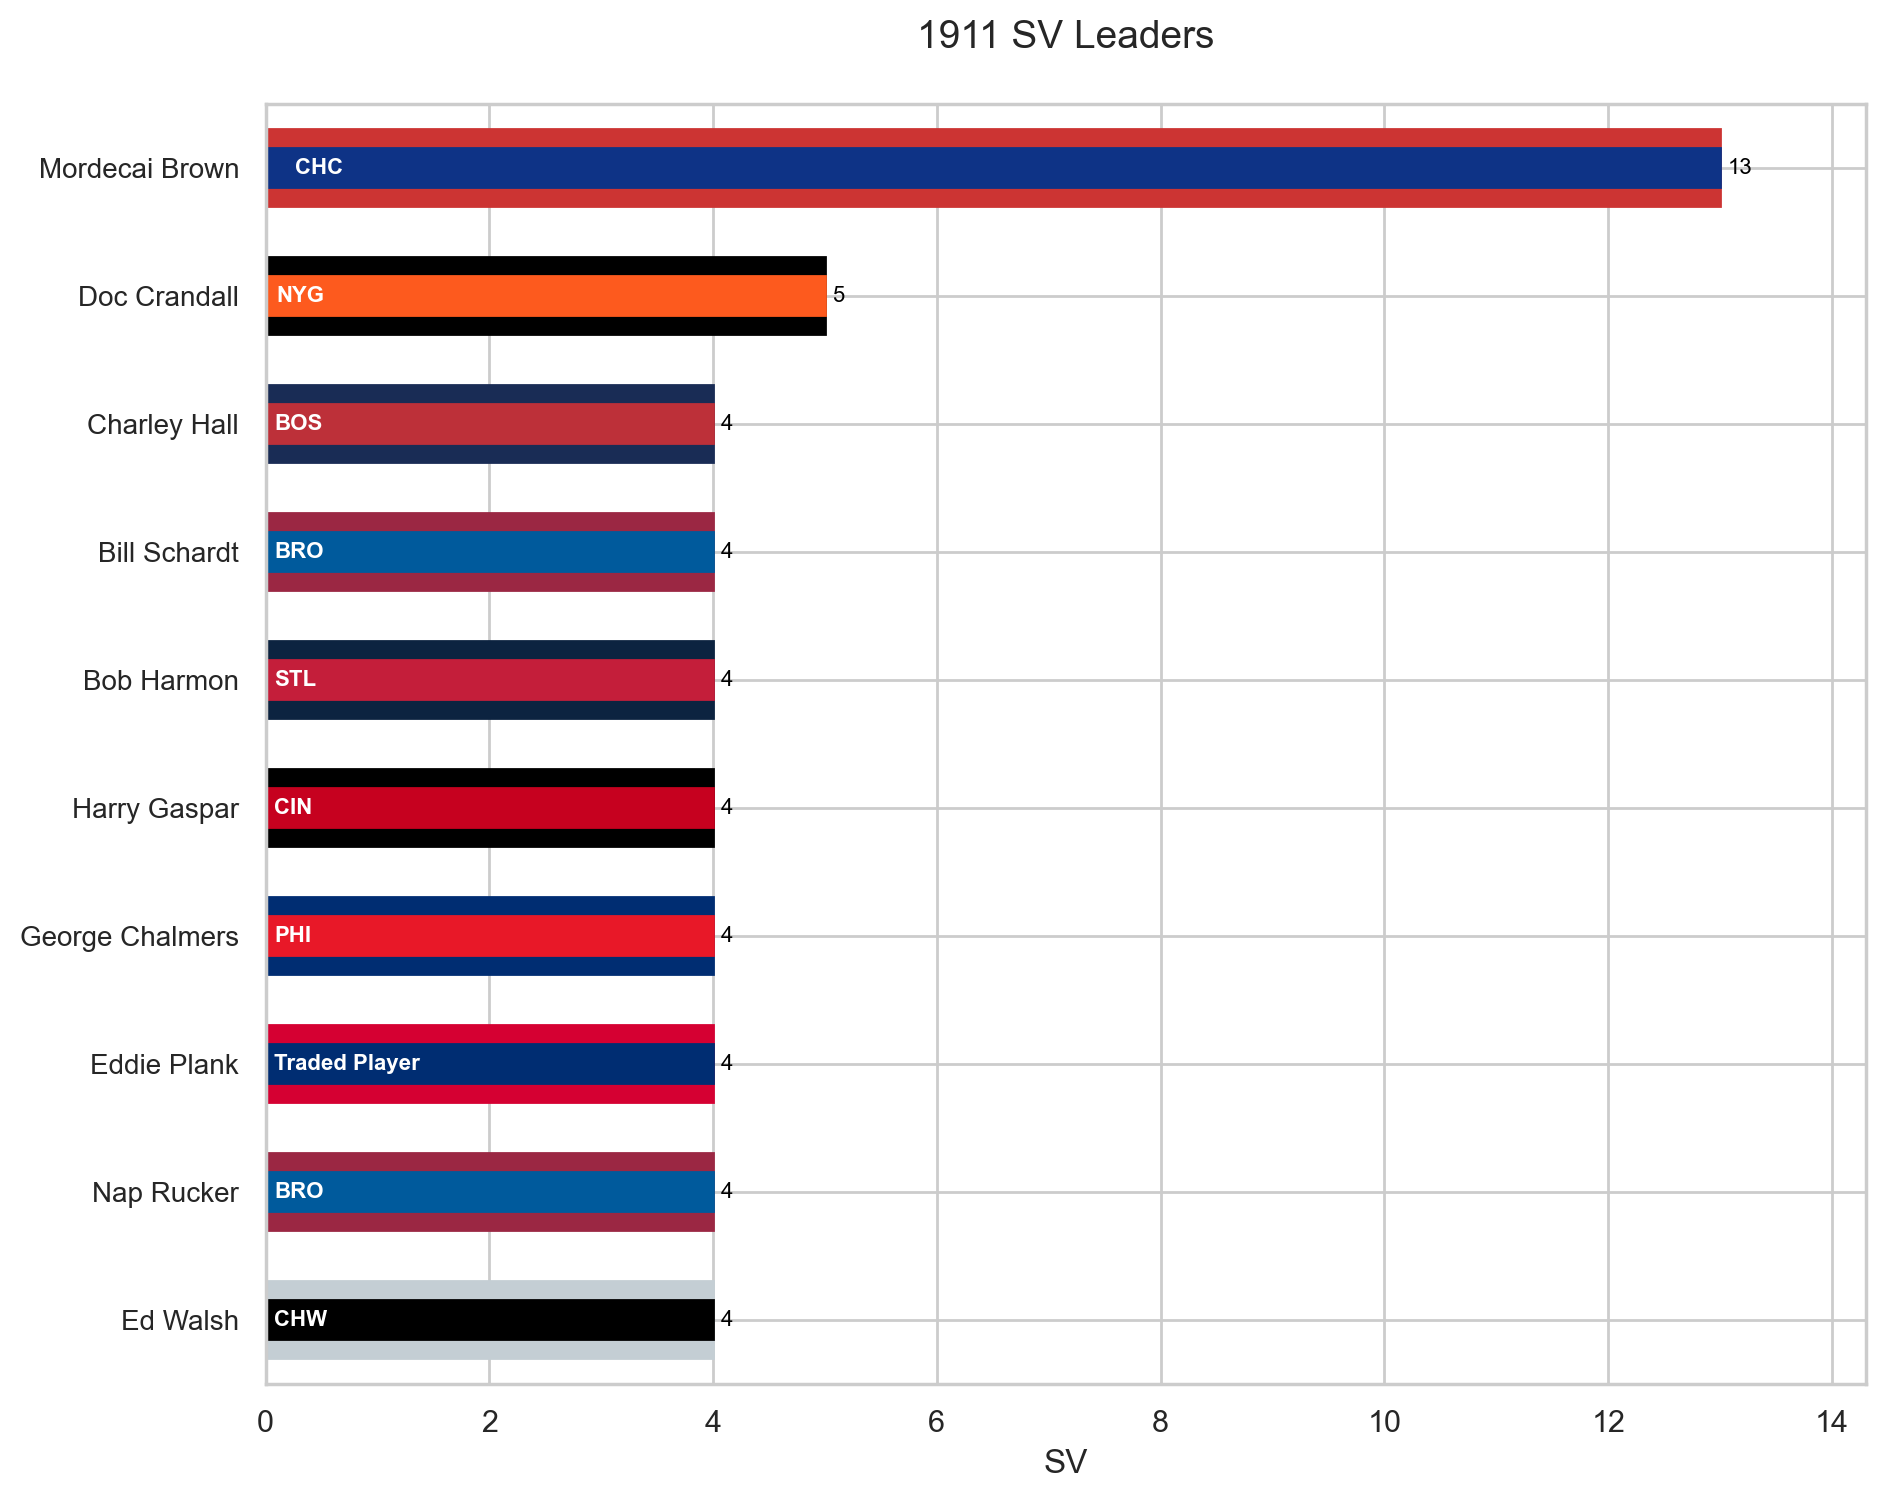 1911 SV Leaders
Mordecai Brown
CHC
13
Doc Crandall
NYG
5
Charley Hall
BOS
4
Bill Schardt
BRO
4
Bob Harmon
STL
4
Harry Gaspar
CIN
4
George Chalmers
PHI
4
Eddie Plank
Traded Player
4
Nap Rucker
BRO
4
Ed Walsh
CHW
4
0 2 4 6 8 10 12 14
SV